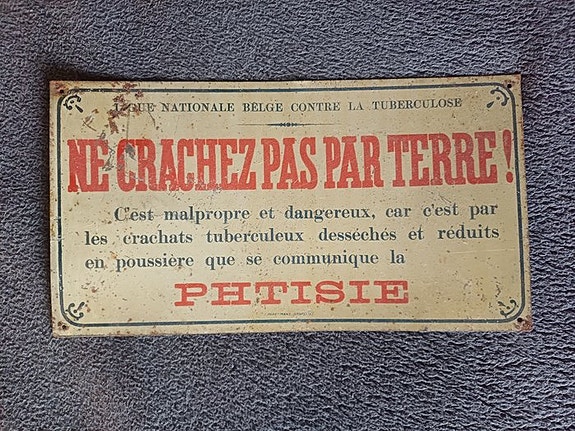 LIGUE NATIONALE BELGE CONTRE LA TUBERCULOSE
NE CRACHEZ PAS PAR TERRE!
C'est malpropre et dangereux, car c'est par
les crachats tuberculeux desséchés et réduits
en poussière que se communique la
PHTISIE